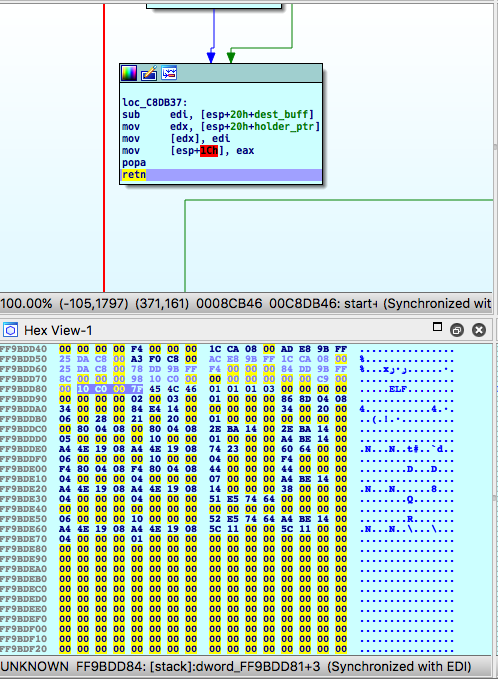 loc_C8DB37:
sub edi, [esp+20h+dest_buff]
mov edx, [esp+20h+holder_ptr]
mov [edx], edi
mov [esp+1Ch], eax
popa
retn
100.00% (-105,1797) (371,161) 0008CB46 00C8DB46: start+ (Synchronized wit
Hex View-1
FF9BDD40 00 00 00 00 F4 00 00 00 1C CA 08 00 AD E8 9B FF ................
FF9BDD50 25 DA C8 00 A3 F0 C8 00 AC E8 9B FF 1C CA 08 00
FF9BDD60 25 DA C8 00 78 DD 9B FF 00 00 00 00 84 DD 9B FF
FF9BDD70 8C 00 00 00 98 10 C0 00 00 00 00 00 00 00 C9 00 ................
FF9BDD80 00 10 C0 00 7F 45 4C 46 01 01 01 03 00 00 00 00 .....ELF........
FF9BDD90 00 00 00 00 02 00 03 00 01 00 00 00 86 8D 04 08 ................
FF9BDDA0 34 00 00 00 84 E4 14 00 00 00 00 00 34 00 20 00
FF9BDDB0 06 00 28 00 21 00 20 00 01 00 00 00 00 00 00 00
FF9BDDC0 00 80 04 08 00 80 04 08 2E BA 14 00 2E BA 14 00
FF9BDDD0 05 00 00 00 00 10 00 00 01 00 00 00 A4 BE 14 00 ................
FF9BDDE0 A4 4E 19 08 A4 4E 19 08 74 23 00 00 60 64 00 00 .N...N..t#..`d..
FF9BDDF0 06 00 00 00 00 10 00 00 04 00 00 00 F4 00 00 00 ................
FF9BDE00 F4 80 04 08 F4 80 04 08 44 00 00 00 44 00 00 00 ........D...D...
FF9BDE10 04 00 00 00 04 00 00 00 07 00 00 00 A4 BE 14 00 ................
FF9BDE20 A4 4E 19 08 A4 4E 19 08 14 00 00 00 38 00 00 00 .N...N......8...
FF9BDE30 04 00 00 00 04 00 00 00 51 E5 74 64 00 00 00 00
FF9BDE40 00 00 00 00 00 00 00 00 00 00 00 00 00 00 00 00 ................
FF9BDE50 06 00 00 00 10 00 00 00 52 E5 74 64 A4 BE 14 00
FF9BDE60 A4 4E 19 08 A4 4E 19 08 5C 11 00 00 5C 11 00 00 .N...N..\...\...
FF9BDE70 04 00 00 00 01 00 00 00 00 00 00 00 00 00 00 00 ................
FF9BDE80 00 00 00 00 00 00 00 00 00 00 00 00 00 00 00 00 ................
FF9BDE90 00 00 00 00 00 00 00 00 00 00 00 00 00 00 00 00 ................
FF9BDEA0 00 00 00 00 00 00 00 00 00 00 00 00 00 00 00 00 ................
FF9BDEB0 00 00 00 00 00 00 00 00 00 00 00 00 00 00 00 00 ................
FF9BDEC0 00 00 00 00 00 00 00 00 00 00 00 00 00 00 00 00 ................
FF9BDED0 00 00 00 00 00 00 00 00 00 00 00 00 00 00 00 00 ................
FF9BDEE0 00 00 00 00 00 00 00 00 00 00 00 00 00 00 00 00 ................
FF9BDEF0 00 00 00 00 00 00 00 00 00 00 00 00 00 00 00 00 ................
FF9BDF00 00 00 00 00 00 00 00 00 00 00 00 00 00 00 00 00 ................
FF9BDF10 00 00 00 00 00 00 00 00 00 00 00 00 00 00 00 00 ................
FF9BDF20 00 00 00 00 00 00 00 00 00 00 00 00 00 00 00 00 ................
UNKNOWN FF9BDD84: [stack]:dword_FF9BDD81+3 (Synchronized with EDI)